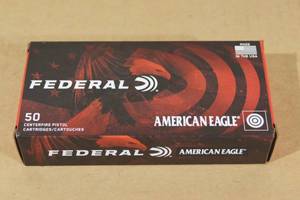 MADE
IN THE USA
FEDERAL
50
CENTERFIRE PISTOL
CARTRIDGES/CARTOUCHES
AMERICAN EAGLE
FEDERAL AMERICAN EAGLE